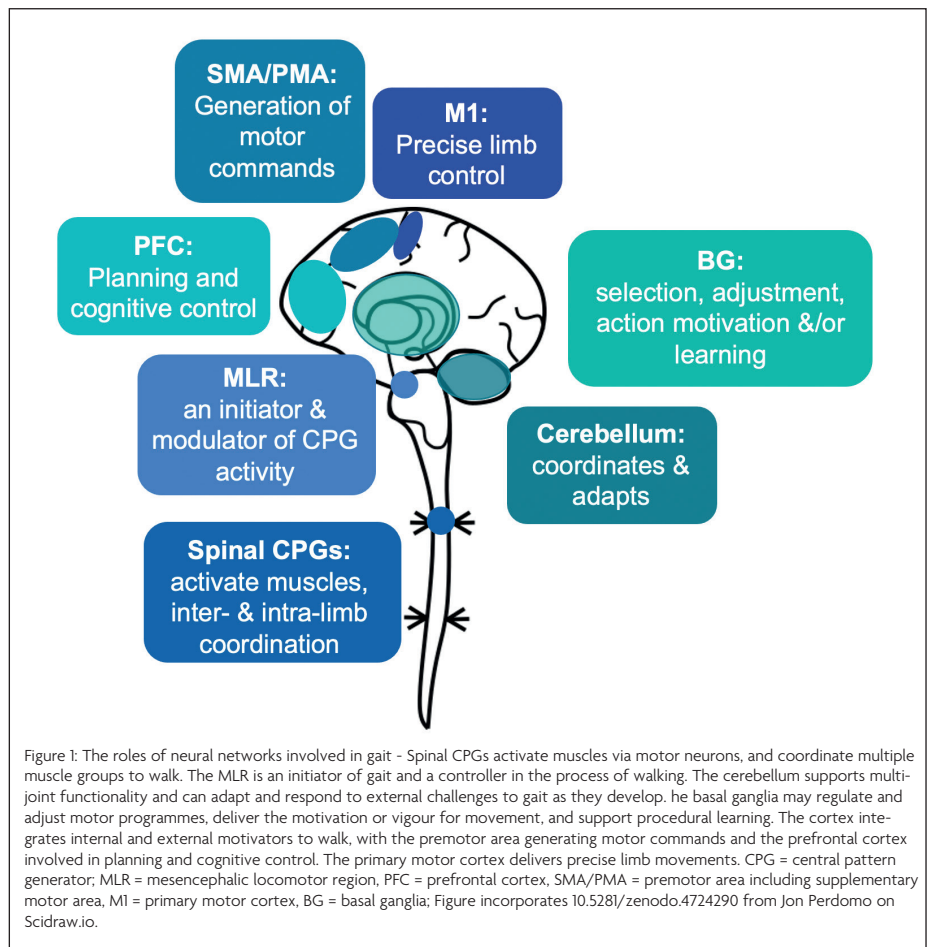 SMA/PMA:
Generation of
motor
commands
M1:
Precise limb
control
PFC:
Planning and
cognitive control
BG:
selection, adjustment,
action motivation &/or
learning
MLR:
an initiator &
modulator of CPG
activity
Cerebellum:
coordinates &
adapts
Spinal CPGs:
activate muscles,
inter- & intra-limb
coordination
Figure 1: The roles of neural networks involved in gait - Spinal CPGs activate muscles via motor neurons, and coordinate multiple
muscle groups to walk. The MLR is an initiator of gait and a controller in the process of walking. The cerebellum supports multi-
joint functionality and can adapt and respond to external challenges to gait as they develop. he basal ganglia may regulate and
adjust motor programmes, deliver the motivation or vigour for movement, and support procedural learning. The cortex inte-
grates internal and external motivators to walk, with the premotor area generating motor commands and the prefrontal cortex
involved in planning and cognitive control. The primary motor cortex delivers precise limb movements. CPG = central pattern
generator; MLR = mesencephalic locomotor region, PFC = prefrontal cortex, SMA/PMA = premotor area including supplementary
motor area, M1 = primary motor cortex, BG = basal ganglia; Figure incorporates 10.5281/zenodo.4724290 from Jon Perdomo on
Scidraw.io.